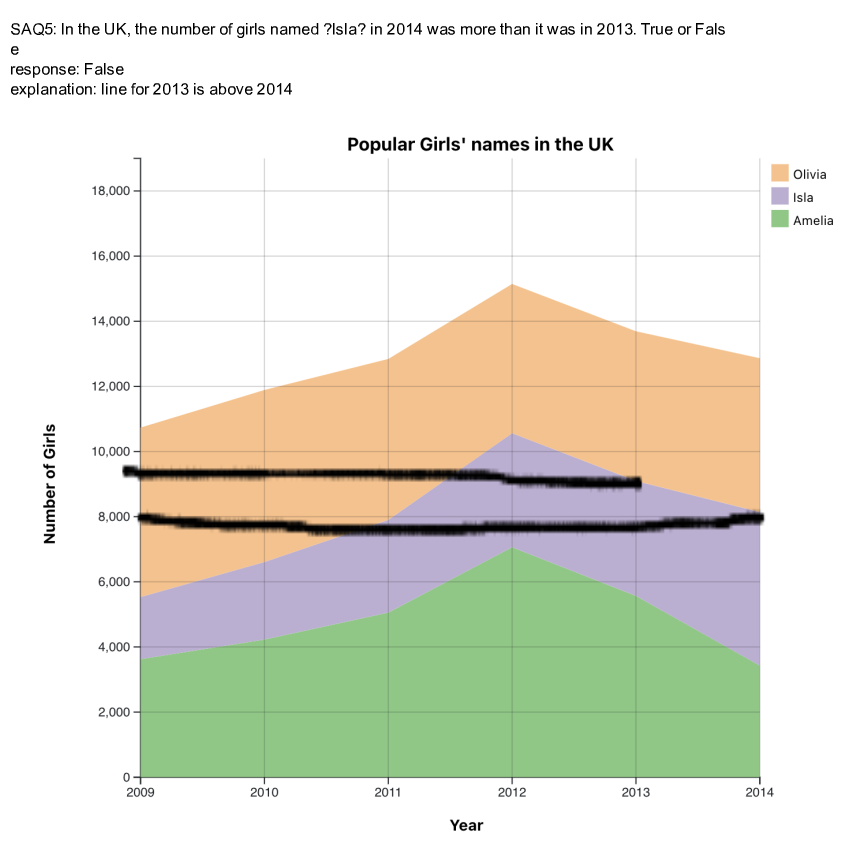 SAQ5: In the UK, the number of girls named ?Isla? in 2014 was more than it was in 2013. True or Fals
e
response: False
explanation: line for 2013 is above 2014
Popular Girls' names in the UK
Olivia
Isla
Amelia
18,000
16,000
14,000
12,000
10,000
8,000
6,000
4,000
2,000
0
Number of Girls
2009 2010 2011 2012 2013 2014
Year